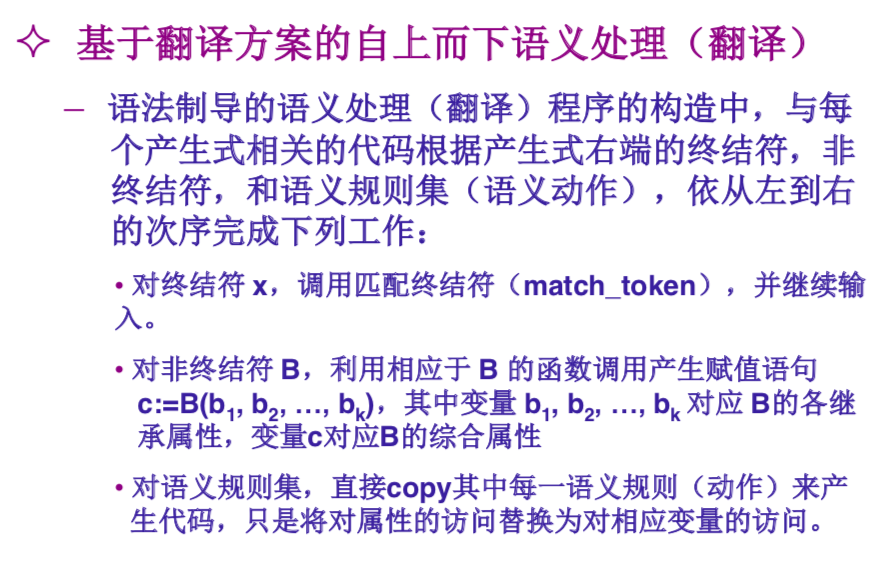 ✧ 基于翻译方案的自上而下语义处理（翻译）
– 语法制导的语义处理（翻译）程序的构造中，与每
个产生式相关的代码根据产生式右端的终结符，非
终结符，和语义规则集（语义动作），依从左到右
的次序完成下列工作：
• 对终结符 x，调用匹配终结符（match_token），并继续输
入。
• 对非终结符 B，利用相应于 B 的函数调用产生赋值语句
c:=B(b₁, b₂, …, bₖ)，其中变量 b₁, b₂, …, bₖ 对应 B的各继
承属性，变量c对应B的综合属性
• 对语义规则集，直接copy其中每一语义规则（动作）来产
生代码，只是将对属性的访问替换为对相应变量的访问。